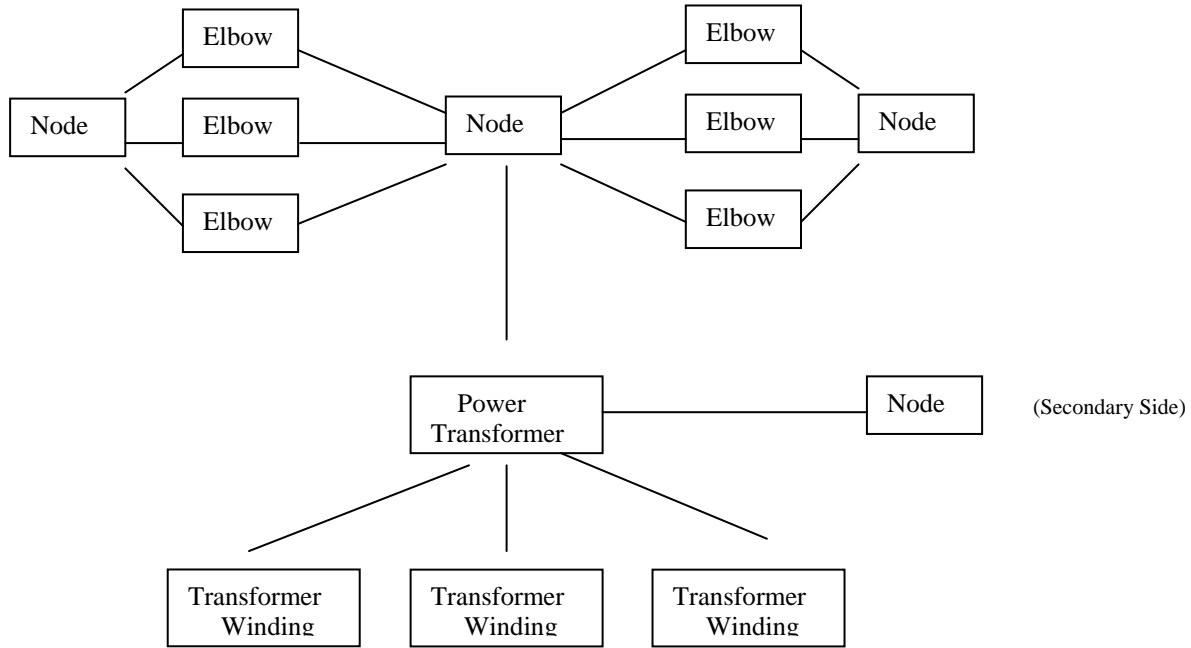 Elbow
Elbow
Node
Elbow
Node
Elbow
Node
Elbow
Elbow
Power
Transformer
Node
(Secondary Side)
Transformer
Winding
Transformer
Winding
Transformer
Winding